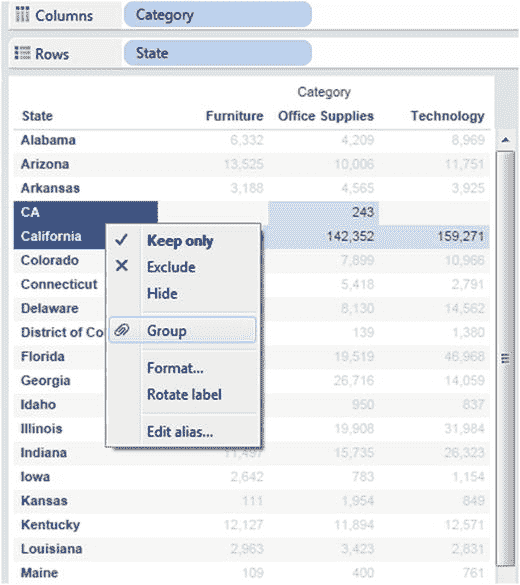 Columns Category
Rows State
Category
State Furniture Office Supplies Technology
Alabama 6,332 4,209 8,969
Arizona 13,525 10,006 11,751
Arkansas 3,188 4,565 3,925
CA 243
California 142,352 159,271
Keep only
Colorado 7,899 10,966
Exclude
Connecticut 5,418 2,791
Hide
Delaware 8,130 14,562
District of Co 139 1,380
Group
Florida 19,519 46,968
Format...
Georgia 26,716 14,059
Rotate label
Idaho 950 837
Illinois 19,908 31,984
Edit alias...
Indiana 11,497 15,735 26,323
Iowa 2,642 783 1,154
Kansas 111 1,954 849
Kentucky 12,127 11,894 12,571
Louisiana 2,963 3,423 2,831
Maine 109 400 761